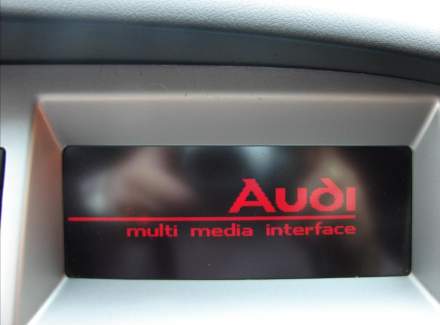 Audi
multi media interface